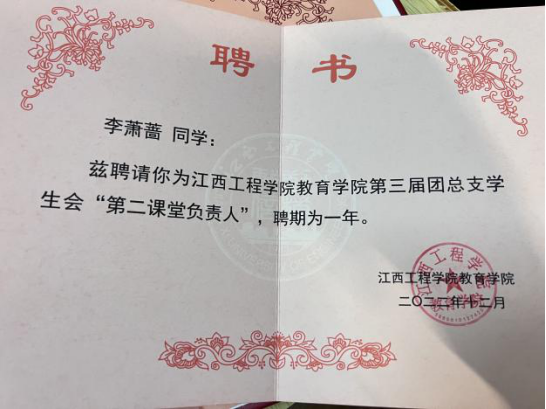 聘 书
李萧蔷 同学：
兹聘请你为江西工程学院教育学院第三届团总支学
生会“第二课堂负责人”，聘期为一年。
江西工程学院教育学院
二〇二二年十二月